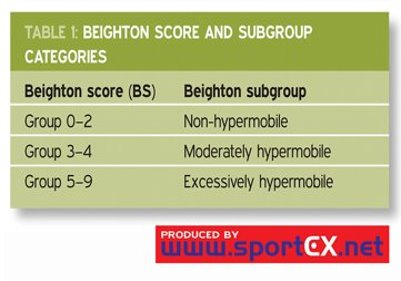 TABLE 1: BEIGHTON SCORE AND SUBGROUP
CATEGORIES
Beighton score (BS) Beighton subgroup
Group 0–2 Non-hypermobile
Group 3–4 Moderately hypermobile
Group 5–9 Excessively hypermobile
PRODUCED BY
www.sportEX.net